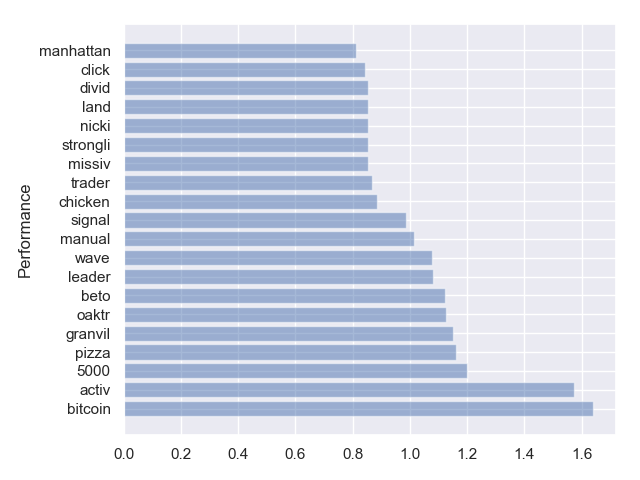 manhattan
click
divid
land
nicki
strongli
missiv
trader
chicken
signal
manual
wave
leader
beto
oaktr
granvil
pizza
5000
activ
bitcoin
Performance
0.0 0.2 0.4 0.6 0.8 1.0 1.2 1.4 1.6